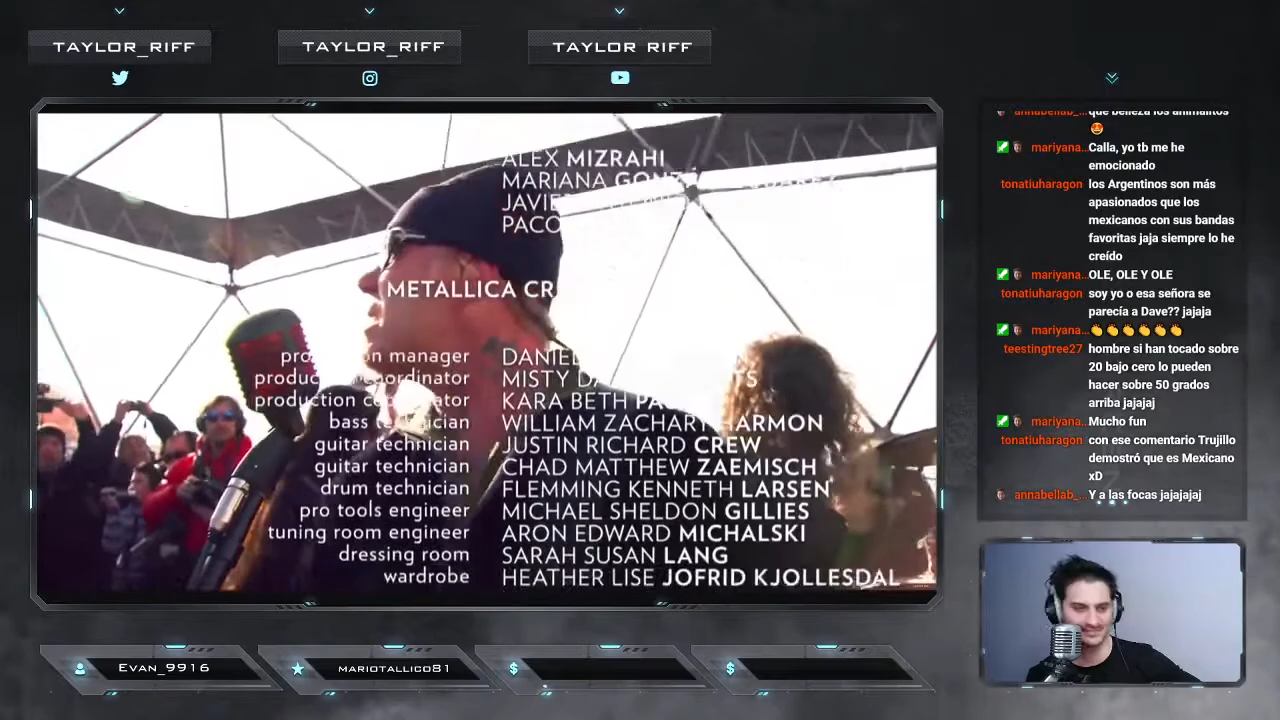 TAYLOR_RIFF
TAYLOR_RIFF
TAYLOR RIFF
ALEX MIZRAHI
MARIANA
METALLICA
manager
DANIEL
MISTY
production
KARA BETH
bass
WILLIAM ZACHARY HARMON
guitar technician
JUSTIN RICHARD CREW
guitar technician
CHAD MATTHEW ZAEMISCH
drum technician
FLEMMING KENNETH LARSEN
pro tools engineer
MICHAEL SHELDON GILLIES
tuning room engineer
ARON EDWARD MICHALSKI
dressing room
SARAH SUSAN LANG
wardrobe
HEATHER LISE JOFRID KJOLLESDAL
que belleza los animalitos
🤩
mariyana... Calla, yo tb me he
emocionado
tonatiuharagon los Argentinos son más
apasionados que los
mexicanos con sus bandas
favoritas jaja siempre lo he
creído
mariyana... OLE, OLE Y OLE
tonatiuharagon soy yo o esa señora se
parecía a Dave?? jajaja
mariyana... 👏👏👏👏👏👏
teestingtree27 hombre si han tocado sobre
20 bajo cero lo pueden
hacer sobre 50 grados
arriba jajajaj
mariyana... Mucho fun
tonatiuharagon con ese comentario Trujillo
demostró que es Mexicano
xD
annabellab_... Y a las focas jajajajaj
Evan_9916
mariotallico81
$
$